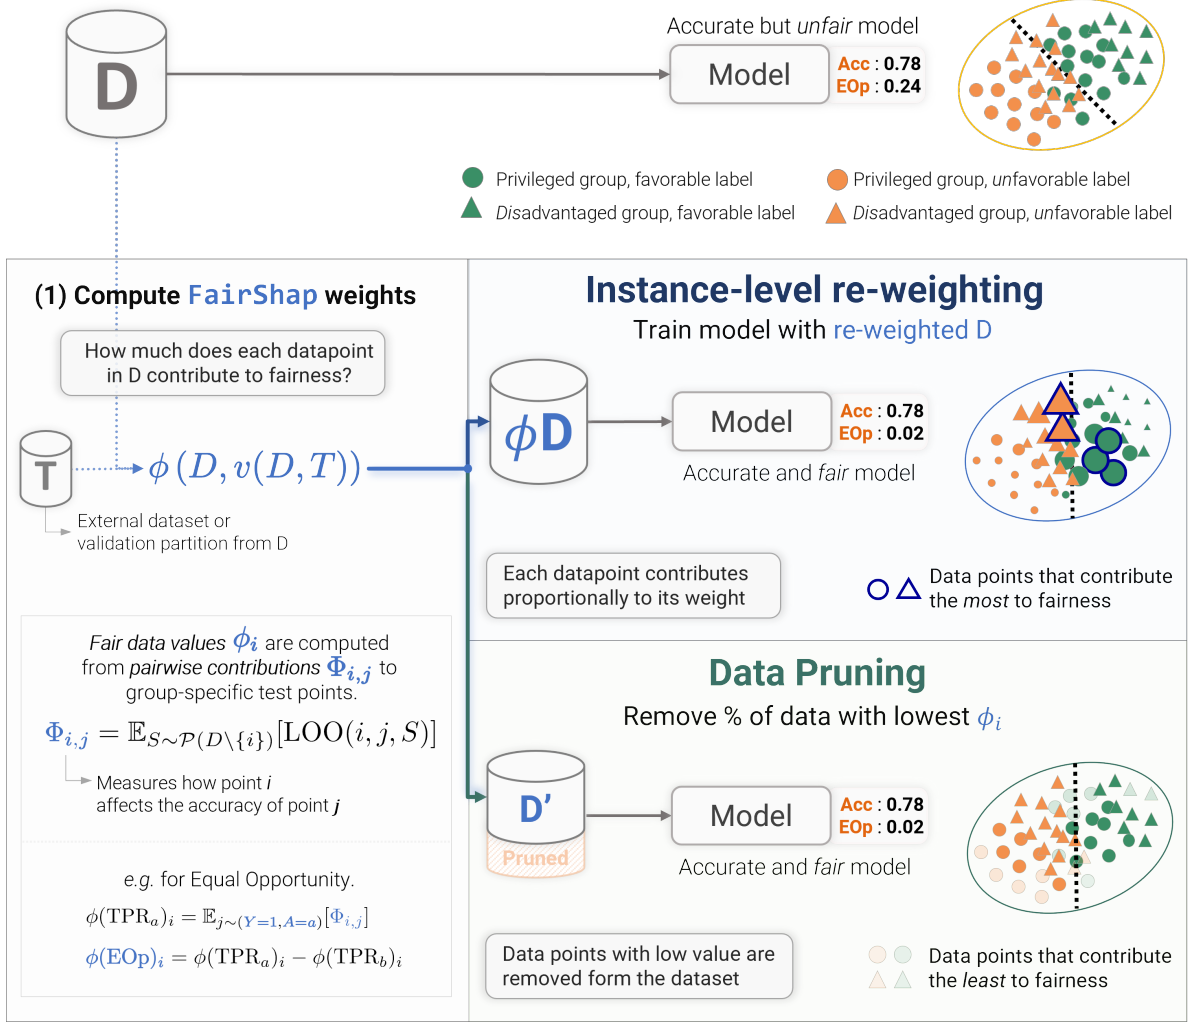 D
Accurate but unfair model
Model
Acc : 0.78
EOp : 0.24
Privileged group, favorable label
Privileged group, unfavorable label
Disadvantaged group, favorable label
Disadvantaged group, unfavorable label
(1) Compute FairShap weights
How much does each datapoint
in D contribute to fairness?
T
ϕ (D, v(D, T))
External dataset or
validation partition from D
Fair data values ϕᵢ are computed
from pairwise contributions Φᵢ,ⱼ to
group-specific test points.
Φᵢ,ⱼ = 𝔼_{S∼𝒫(D\{i})}[LOO(i, j, S)]
Measures how point i
affects the accuracy of point j
e.g. for Equal Opportunity.
ϕ(TPRₐ)ᵢ = 𝔼_{j∼(Y=1,A=a)}[Φᵢ,ⱼ]
ϕ(EOp)ᵢ = ϕ(TPRₐ)ᵢ − ϕ(TPR_b)ᵢ
Instance-level re-weighting
Train model with re-weighted D
ϕD
Model
Acc : 0.78
EOp : 0.02
Accurate and fair model
Each datapoint contributes
proportionally to its weight
Data points that contribute
the most to fairness
Data Pruning
Remove % of data with lowest ϕᵢ
D’
Pruned
Model
Acc : 0.78
EOp : 0.02
Accurate and fair model
Data points with low value are
removed form the dataset
Data points that contribute
the least to fairness